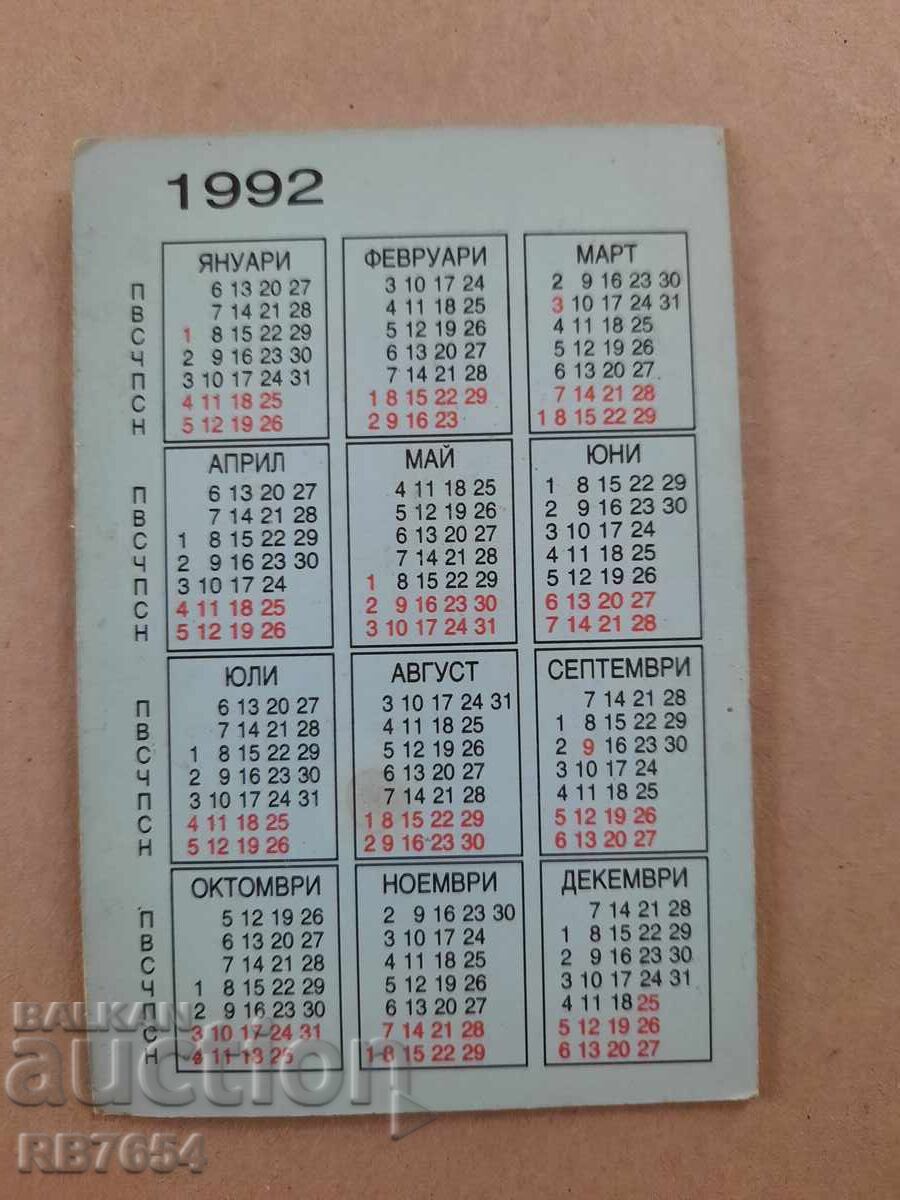 1992
ЯНУАРИ
П 6 13 20 27
В 7 14 21 28
С 1 8 15 22 29
Ч 2 9 16 23 30
П 3 10 17 24 31
С 4 11 18 25
Н 5 12 19 26
ФЕВРУАРИ
3 10 17 24
4 11 18 25
5 12 19 26
6 13 20 27
7 14 21 28
1 8 15 22 29
2 9 16 23
МАРТ
2 9 16 23 30
3 10 17 24 31
4 11 18 25
5 12 19 26
6 13 20 27
7 14 21 28
1 8 15 22 29
АПРИЛ
П 6 13 20 27
В 7 14 21 28
С 1 8 15 22 29
Ч 2 9 16 23 30
П 3 10 17 24
С 4 11 18 25
Н 5 12 19 26
МАЙ
4 11 18 25
5 12 19 26
6 13 20 27
7 14 21 28
1 8 15 22 29
2 9 16 23 30
3 10 17 24 31
ЮНИ
1 8 15 22 29
2 9 16 23 30
3 10 17 24
4 11 18 25
5 12 19 26
6 13 20 27
7 14 21 28
ЮЛИ
П 6 13 20 27
В 7 14 21 28
С 1 8 15 22 29
Ч 2 9 16 23 30
П 3 10 17 24 31
С 4 11 18 25
Н 5 12 19 26
АВГУСТ
3 10 17 24 31
4 11 18 25
5 12 19 26
6 13 20 27
7 14 21 28
1 8 15 22 29
2 9 16 23 30
СЕПТЕМВРИ
7 14 21 28
1 8 15 22 29
2 9 16 23 30
3 10 17 24
4 11 18 25
5 12 19 26
6 13 20 27
ОКТОМВРИ
П 5 12 19 26
В 6 13 20 27
С 7 14 21 28
Ч 1 8 15 22 29
П 2 9 16 23 30
С 3 10 17 24 31
Н 4 11 13 25
НОЕМВРИ
2 9 16 23 30
3 10 17 24
4 11 18 25
5 12 19 26
6 13 20 27
7 14 21 28
1 8 15 22 29
ДЕКЕМВРИ
7 14 21 28
1 8 15 22 29
2 9 16 23 30
3 10 17 24 31
4 11 18 25
5 12 19 26
6 13 20 27
BALKAN
auction
RB7654